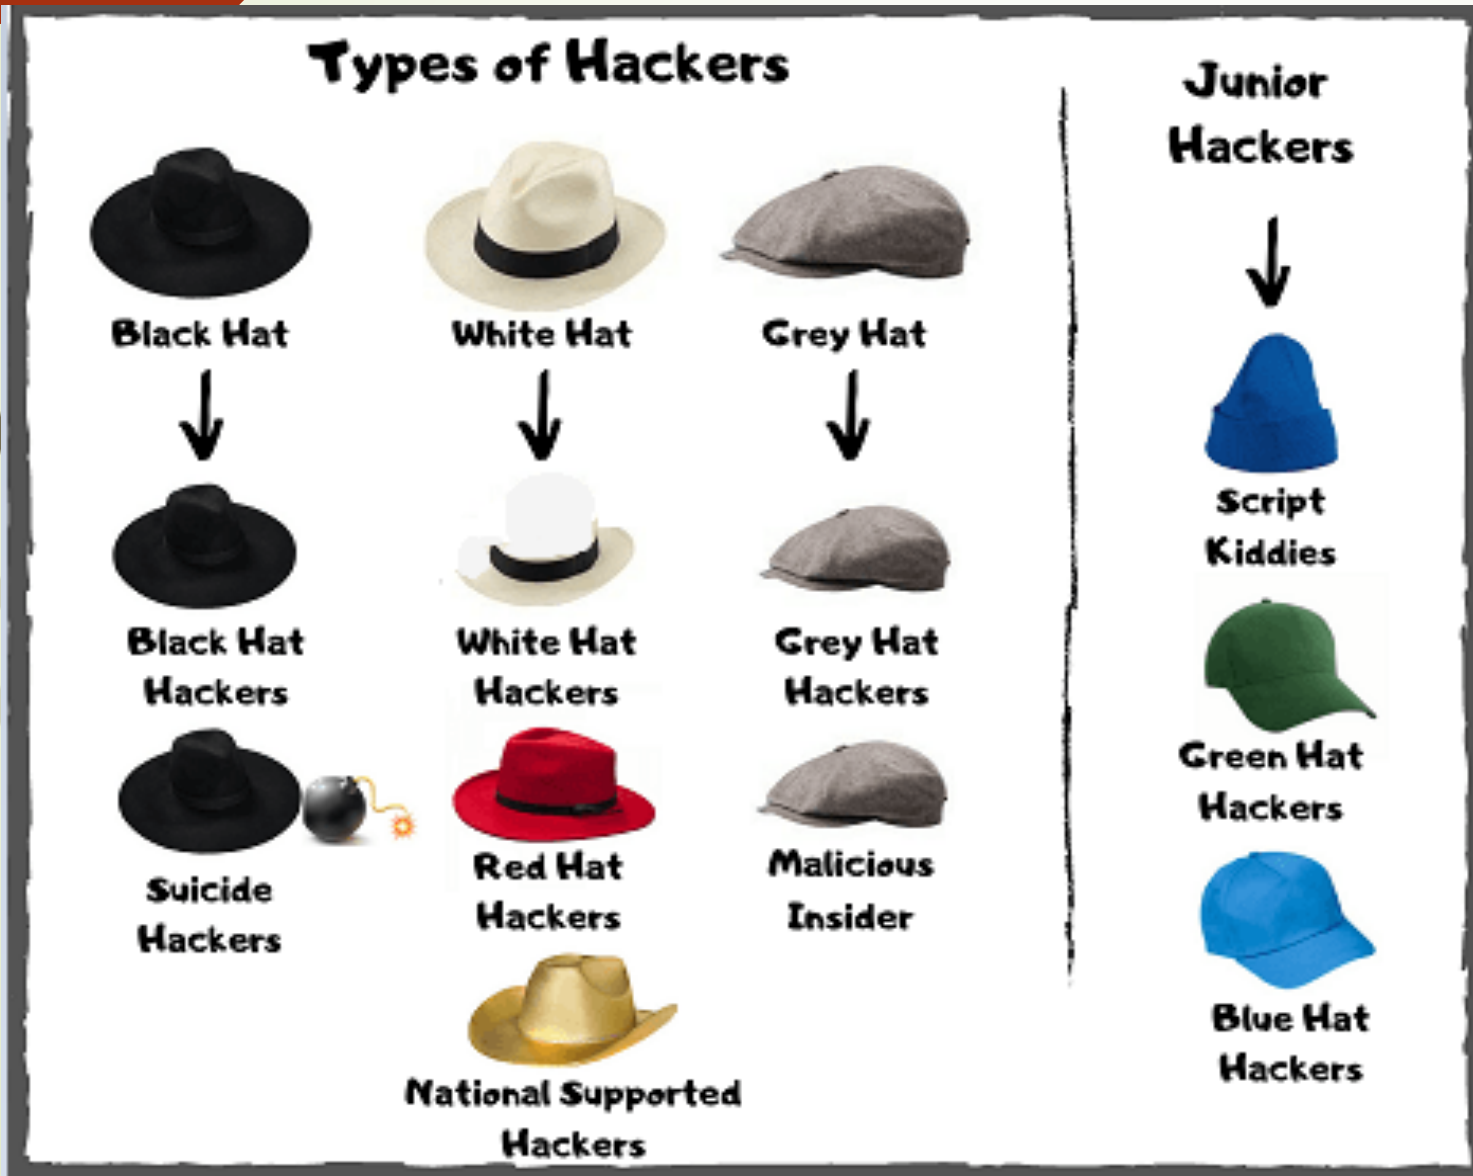 Types of Hackers
Black Hat
White Hat
Grey Hat
Black Hat
Hackers
White Hat
Hackers
Grey Hat
Hackers
Suicide
Hackers
Red Hat
Hackers
Malicious
Insider
National Supported
Hackers
Junior
Hackers
Script
Kiddies
Green Hat
Hackers
Blue Hat
Hackers